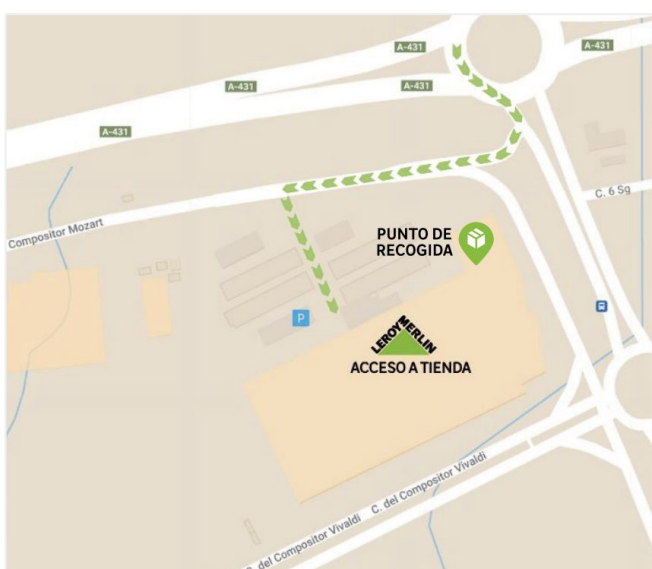 A-431
A-431
A-431
A-431
A-431
C. 6 Sg
Compositor Mozart
PUNTO DE
RECOGIDA
P
LEROY MERLIN
ACCESO A TIENDA
C. del Compositor Vivaldi
C. del Compositor Vivaldi